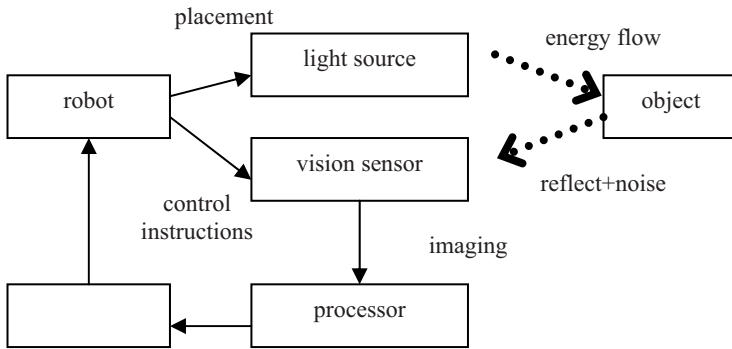 placement
energy flow
light source
robot
object
vision sensor
reflect+noise
control
instructions
imaging
processor